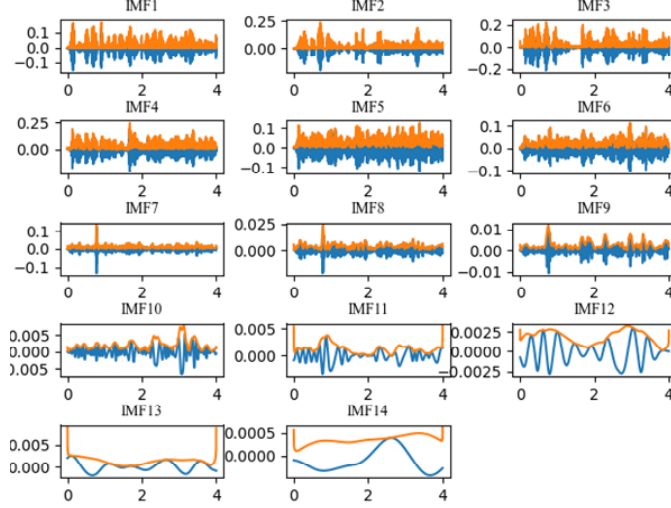 IMF1 IMF2 IMF3
0.1 0.25 0.2
0.0 0.00 0.0
−0.1 −0.2
0 2 4 0 2 4 0 2 4
IMF4 IMF5 IMF6
0.25 0.1 0.1
0.00 0.0 0.0
−0.1 −0.1
0 2 4 0 2 4 0 2 4
IMF7 IMF8 IMF9
0.1 0.025 0.01
0.0 0.000 0.00
−0.1 −0.01
0 2 4 0 2 4 0 2 4
IMF10 IMF11 IMF12
0.005 0.005 0.0025
0.000 0.000 0.0000
0.005 −0.0025
0 2 4 0 2 4 0 2 4
IMF13 IMF14
0.005 0.0005
0.000 0.0000
0 2 4 0 2 4